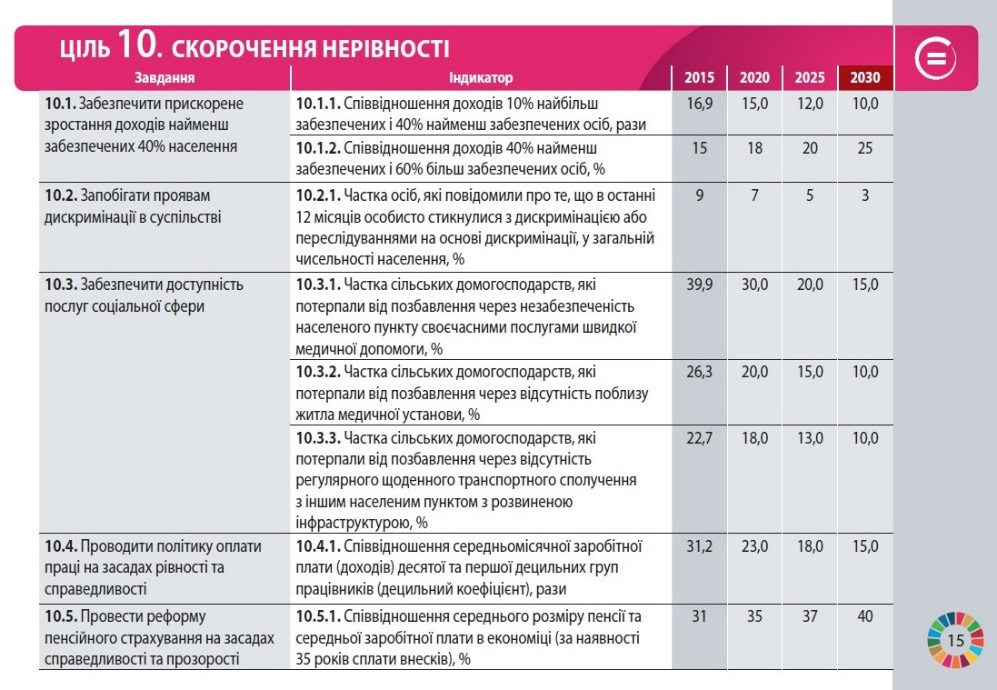 ЦІЛЬ 10. СКОРОЧЕННЯ НЕРІВНОСТІ
Завдання Індикатор 2015 2020 2025 2030
10.1. Забезпечити прискорене
зростання доходів найменш
забезпечених 40% населення
10.1.1. Співвідношення доходів 10% найбільш
забезпечених і 40% найменш забезпечених осіб, рази
16,9 15,0 12,0 10,0
10.1.2. Співвідношення доходів 40% найменш
забезпечених і 60% більш забезпечених осіб, %
15 18 20 25
10.2. Запобігати проявам
дискримінації в суспільстві
10.2.1. Частка осіб, які повідомили про те, що в останні
12 місяців особисто стикнулися з дискримінацією або
переслідуваннями на основі дискримінації, у загальній
чисельності населення, %
9 7 5 3
10.3. Забезпечити доступність
послуг соціальної сфери
10.3.1. Частка сільських домогосподарств, які
потерпали від позбавлення через незабезпеченість
населеного пункту своєчасними послугами швидкої
медичної допомоги, %
39,9 30,0 20,0 15,0
10.3.2. Частка сільських домогосподарств, які
потерпали від позбавлення через відсутність поблизу
житла медичної установи, %
26,3 20,0 15,0 10,0
10.3.3. Частка сільських домогосподарств, які
потерпали від позбавлення через відсутність
регулярного щоденного транспортного сполучення
з іншим населеним пунктом з розвиненою
інфраструктурою, %
22,7 18,0 13,0 10,0
10.4. Проводити політику оплати
праці на засадах рівності та
справедливості
10.4.1. Співвідношення середньомісячної заробітної
плати (доходів) десятої та першої децильних груп
працівників (децильний коефіцієнт), рази
31,2 23,0 18,0 15,0
10.5. Провести реформу
пенсійного страхування на засадах
справедливості та прозорості
10.5.1. Співвідношення середнього розміру пенсії та
середньої заробітної плати в економіці (за наявності
35 років сплати внесків), %
31 35 37 40
15